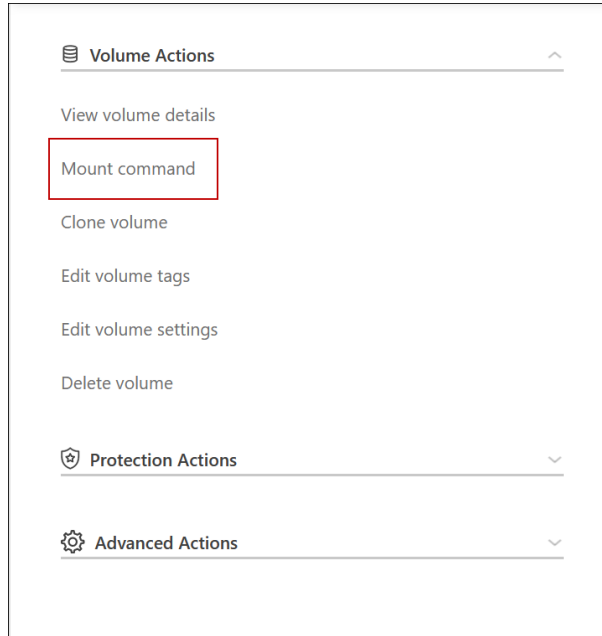 Volume Actions
View volume details
Mount command
Clone volume
Edit volume tags
Edit volume settings
Delete volume
Protection Actions
Advanced Actions